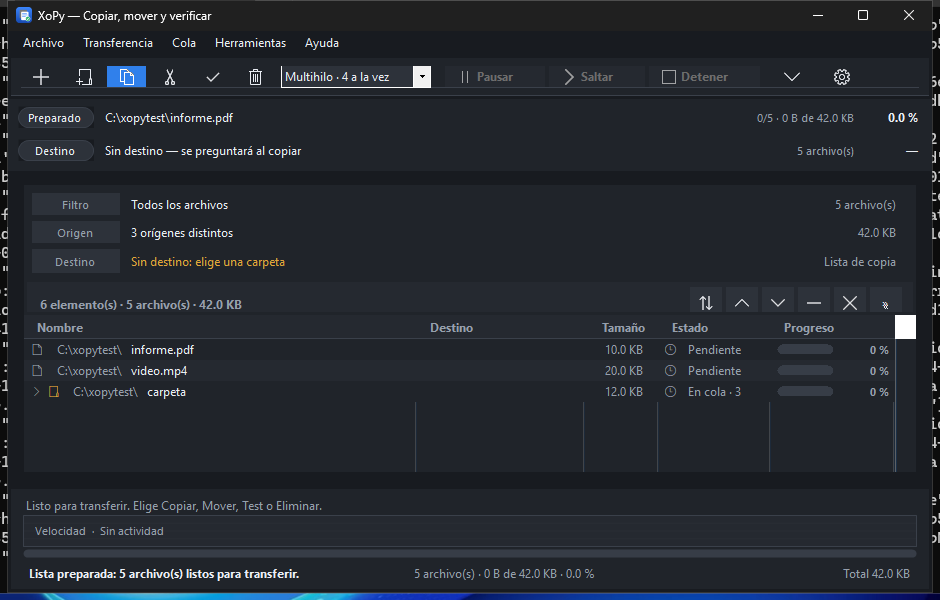 XoPy — Copiar, mover y verificar
Archivo Transferencia Cola Herramientas Ayuda
Multihilo · 4 a la vez Pausar Saltar Detener
Preparado C:\xopytest\informe.pdf 0/5 · 0 B de 42.0 KB 0.0 %
Destino Sin destino — se preguntará al copiar 5 archivo(s) —
Filtro Todos los archivos 5 archivo(s)
Origen 3 orígenes distintos 42.0 KB
Destino Sin destino: elige una carpeta Lista de copia
6 elemento(s) · 5 archivo(s) · 42.0 KB
Nombre Destino Tamaño Estado Progreso
C:\xopytest\ informe.pdf 10.0 KB Pendiente 0 %
C:\xopytest\ video.mp4 20.0 KB Pendiente 0 %
C:\xopytest\ carpeta 12.0 KB En cola · 3 0 %
Listo para transferir. Elige Copiar, Mover, Test o Eliminar.
Velocidad · Sin actividad
Lista preparada: 5 archivo(s) listos para transferir. 5 archivo(s) · 0 B de 42.0 KB · 0.0 % Total 42.0 KB